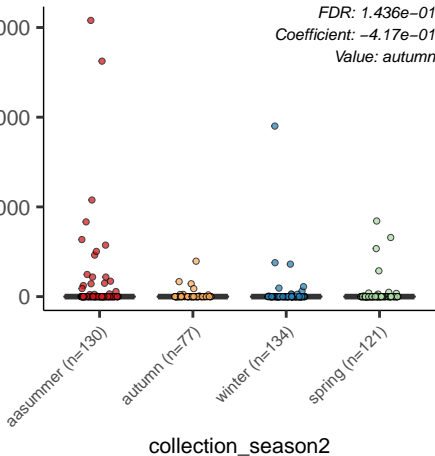 FDR: 1.436e−01
Coefficient: −4.17e−01
Value: autumn
000
000
000
0
aasummer (n=130)
autumn (n=77)
winter (n=134)
spring (n=121)
collection_season2